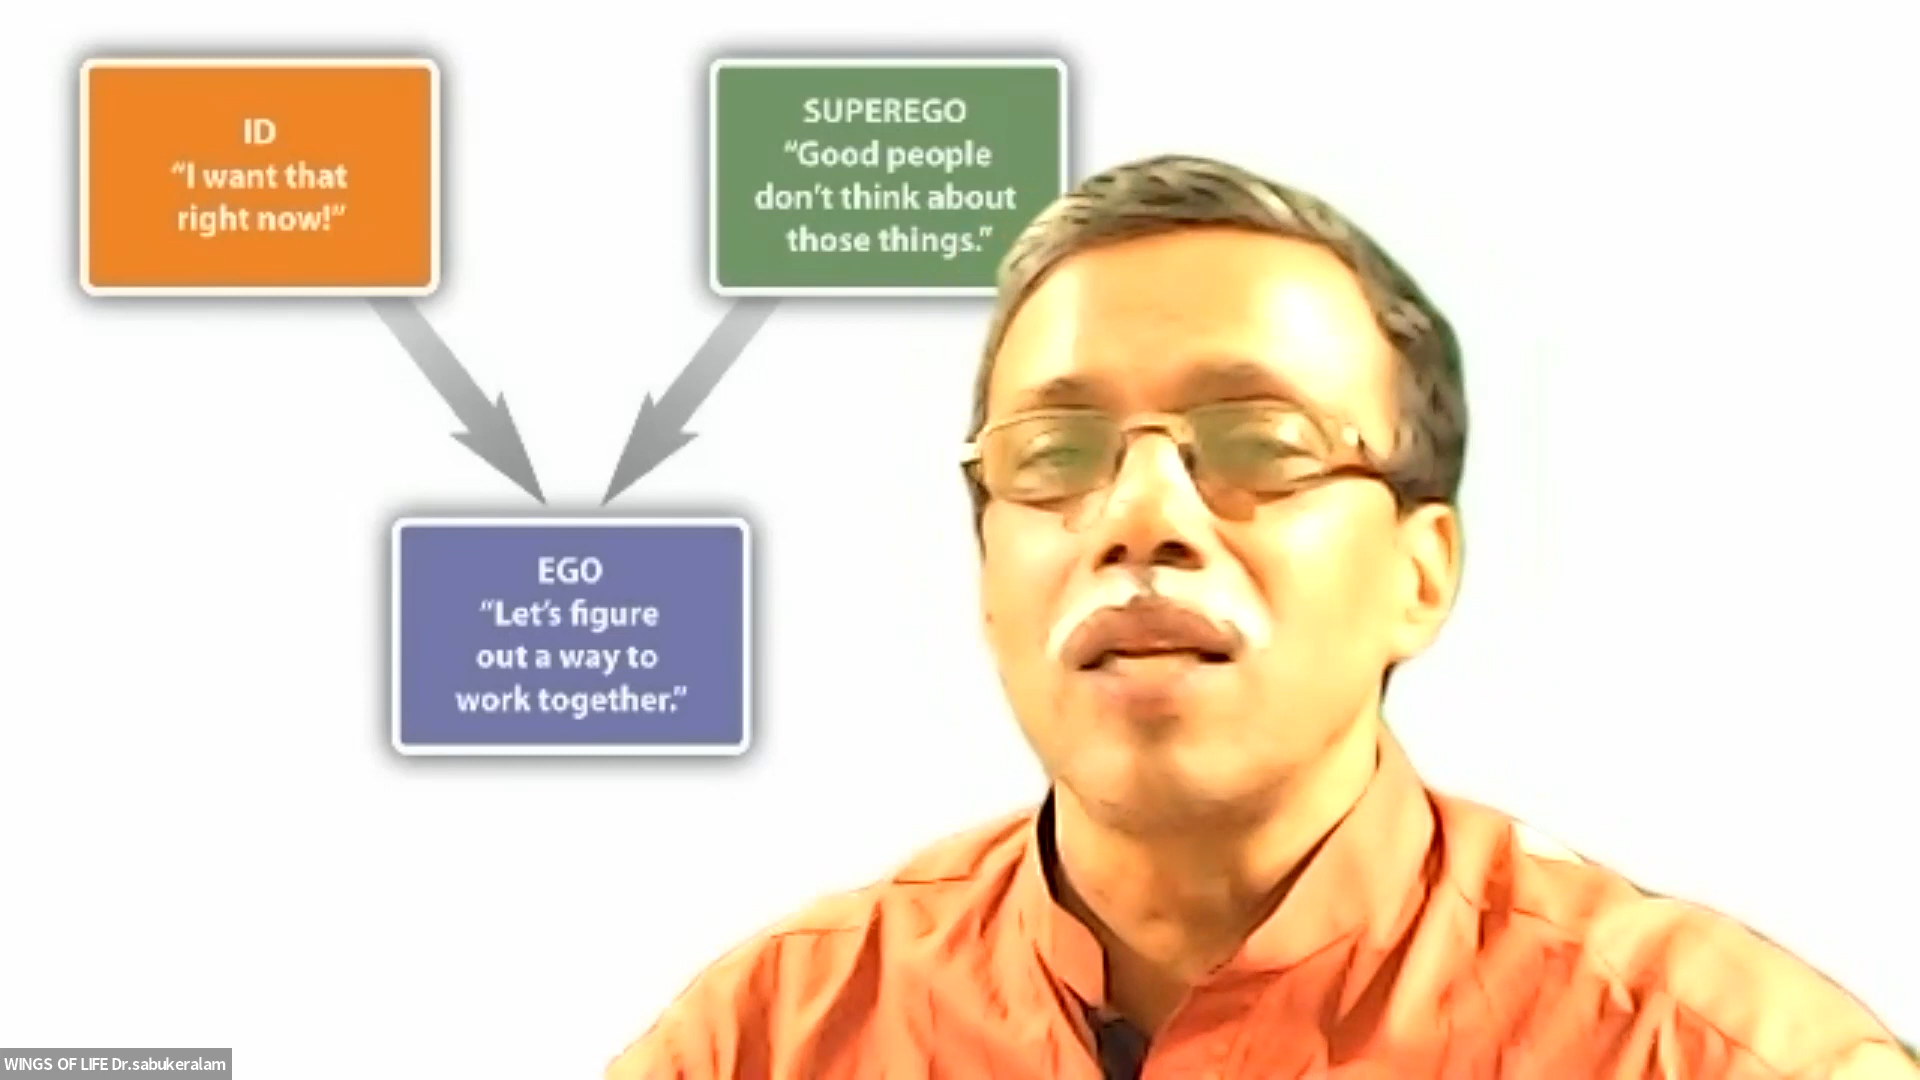 ID
“I want that
right now!”
SUPEREGO
“Good people
don’t think about
those things.”
EGO
“Let’s figure
out a way to
work together.”
WINGS OF LIFE Dr.sabukeralam